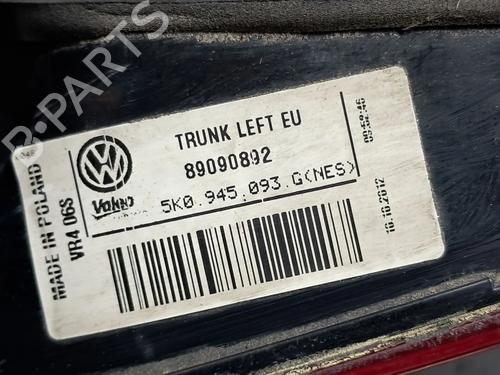 TRUNK LEFT EU
89090892
Valeo
5K0.945.093.G(NES)
MADE IN POLAND
VR4.06S
16.10.2012
B-PARTS